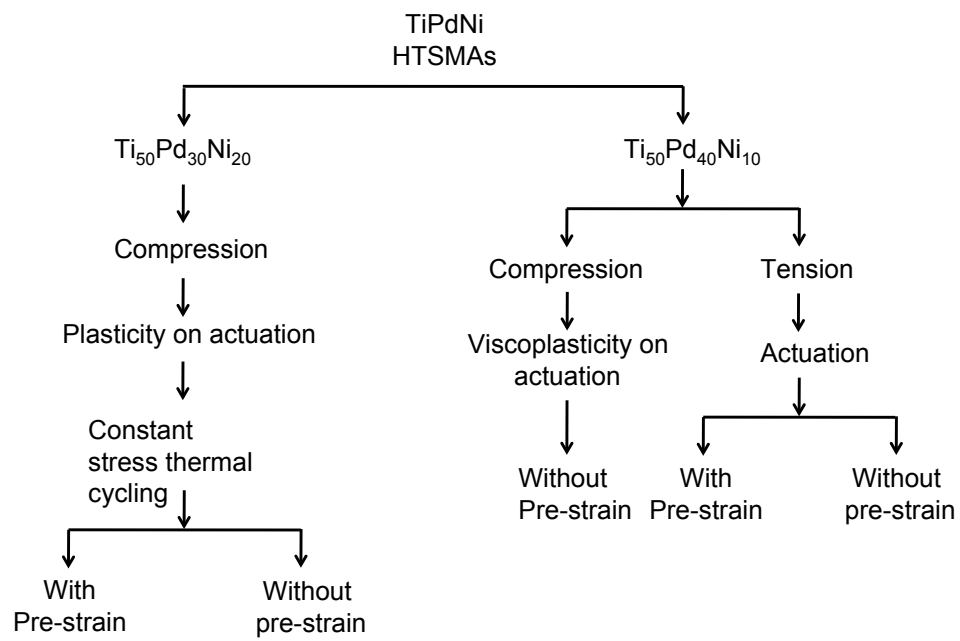 TiPdNi
HTSMAs
Ti₅₀Pd₃₀Ni₂₀
Compression
Plasticity on actuation
Constant
stress thermal
cycling
With
Pre-strain
Without
pre-strain
Ti₅₀Pd₄₀Ni₁₀
Compression
Viscoplasticity on
actuation
Without
Pre-strain
Tension
Actuation
With
Pre-strain
Without
pre-strain